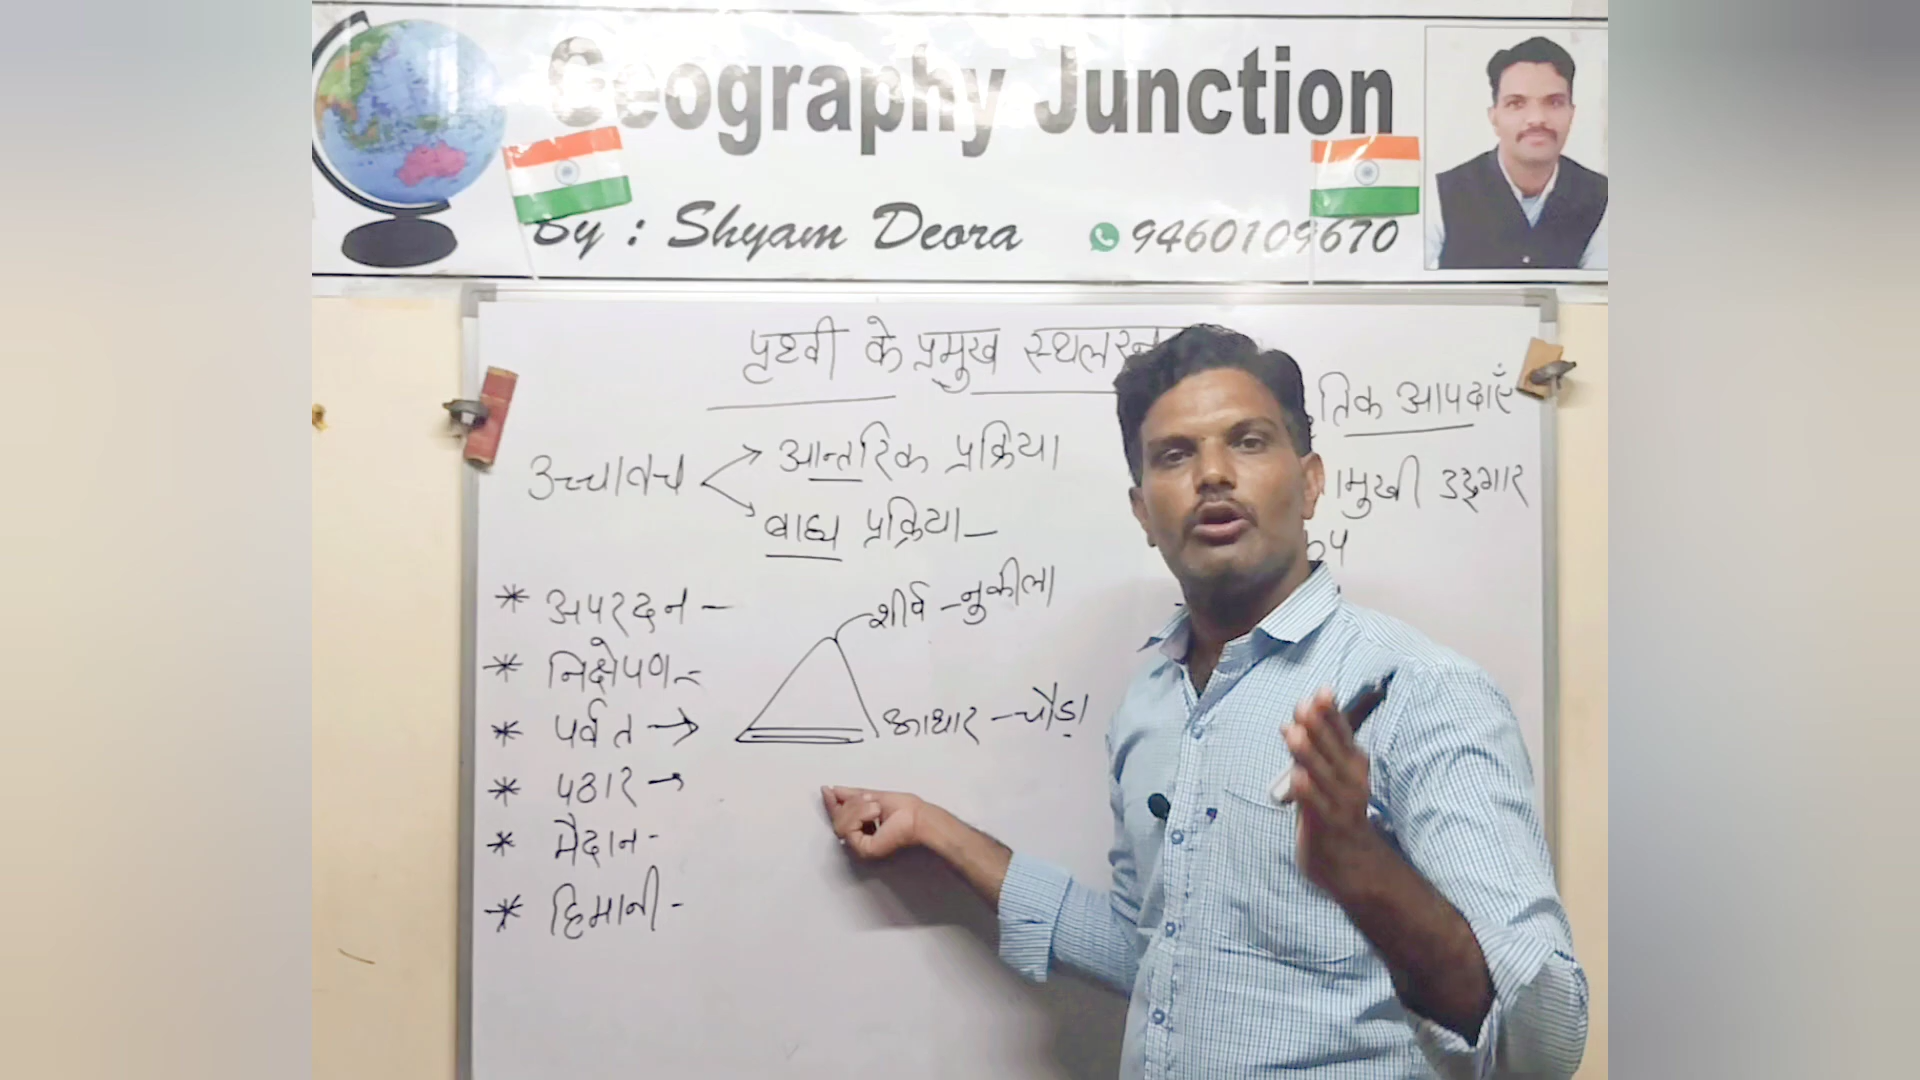 Geography Junction
By : Shyam Deora 9460109670
पृथ्वी के प्रमुख
आपदाएँ
उच्चावच
आन्तरिक प्रक्रिया
बाह्य प्रक्रिया-
उद्दगार
* अपरदन -
* निक्षेपण -
* पर्वत →
* पठार →
* मैदान -
* हिमानी -
शीर्ष - नुकीला
आधार - चौड़ा